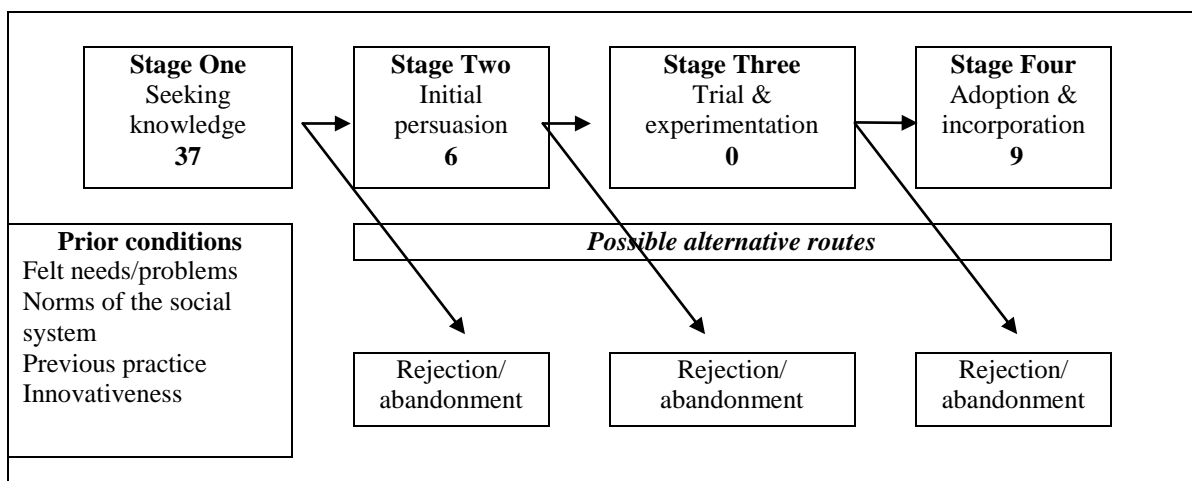 Stage One
Seeking
knowledge
37
Stage Two
Initial
persuasion
6
Stage Three
Trial &
experimentation
0
Stage Four
Adoption &
incorporation
9
Prior conditions
Felt needs/problems
Norms of the social
system
Previous practice
Innovativeness
Possible alternative routes
Rejection/
abandonment
Rejection/
abandonment
Rejection/
abandonment